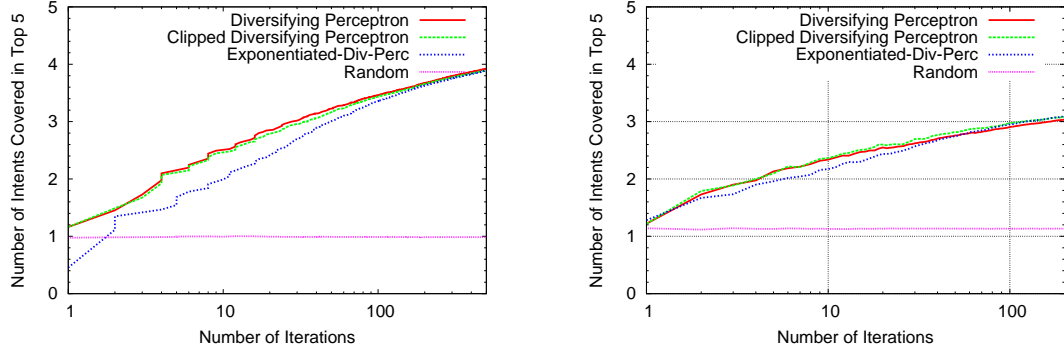 Number of Intents Covered in Top 5
5
4
3
2
1
0
Diversifying Perceptron
Clipped Diversifying Perceptron
Exponentiated-Div-Perc
Random
1
10
100
Number of Iterations
Number of Intents Covered in Top 5
5
4
3
2
1
0
Diversifying Perceptron
Clipped Diversifying Perceptron
Exponentiated-Div-Perc
Random
1
10
100
Number of Iterations